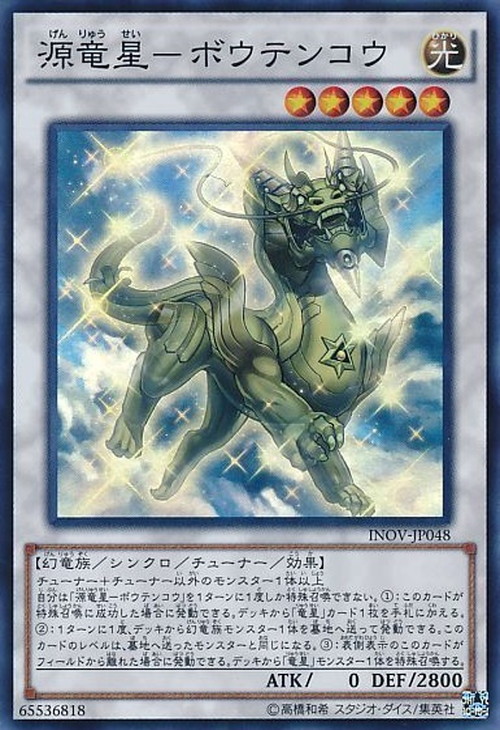 げんりゅうせい
源竜星－ボウテンコウ
ひかり
光
INOV-JP048
【幻竜族／シンクロ／チューナー／効果】
チューナー＋チューナー以外のモンスター1体以上
自分は「源竜星－ボウテンコウ」を1ターンに1度しか特殊召喚できない。①：このカードが
特殊召喚に成功した場合に発動できる。デッキから「竜星」カード1枚を手札に加える。
②：1ターンに1度、デッキから幻竜族モンスター1体を墓地へ送って発動できる。こ
のカードのレベルは、墓地へ送ったモンスターと同じになる。③：表側表示のこのカードが
フィールドから離れた場合に発動できる。デッキから「竜星」モンスター1体を特殊召喚する。
ATK/ 0 DEF/2800
65536818 ©高橋和希 スタジオ・ダイス/集英社